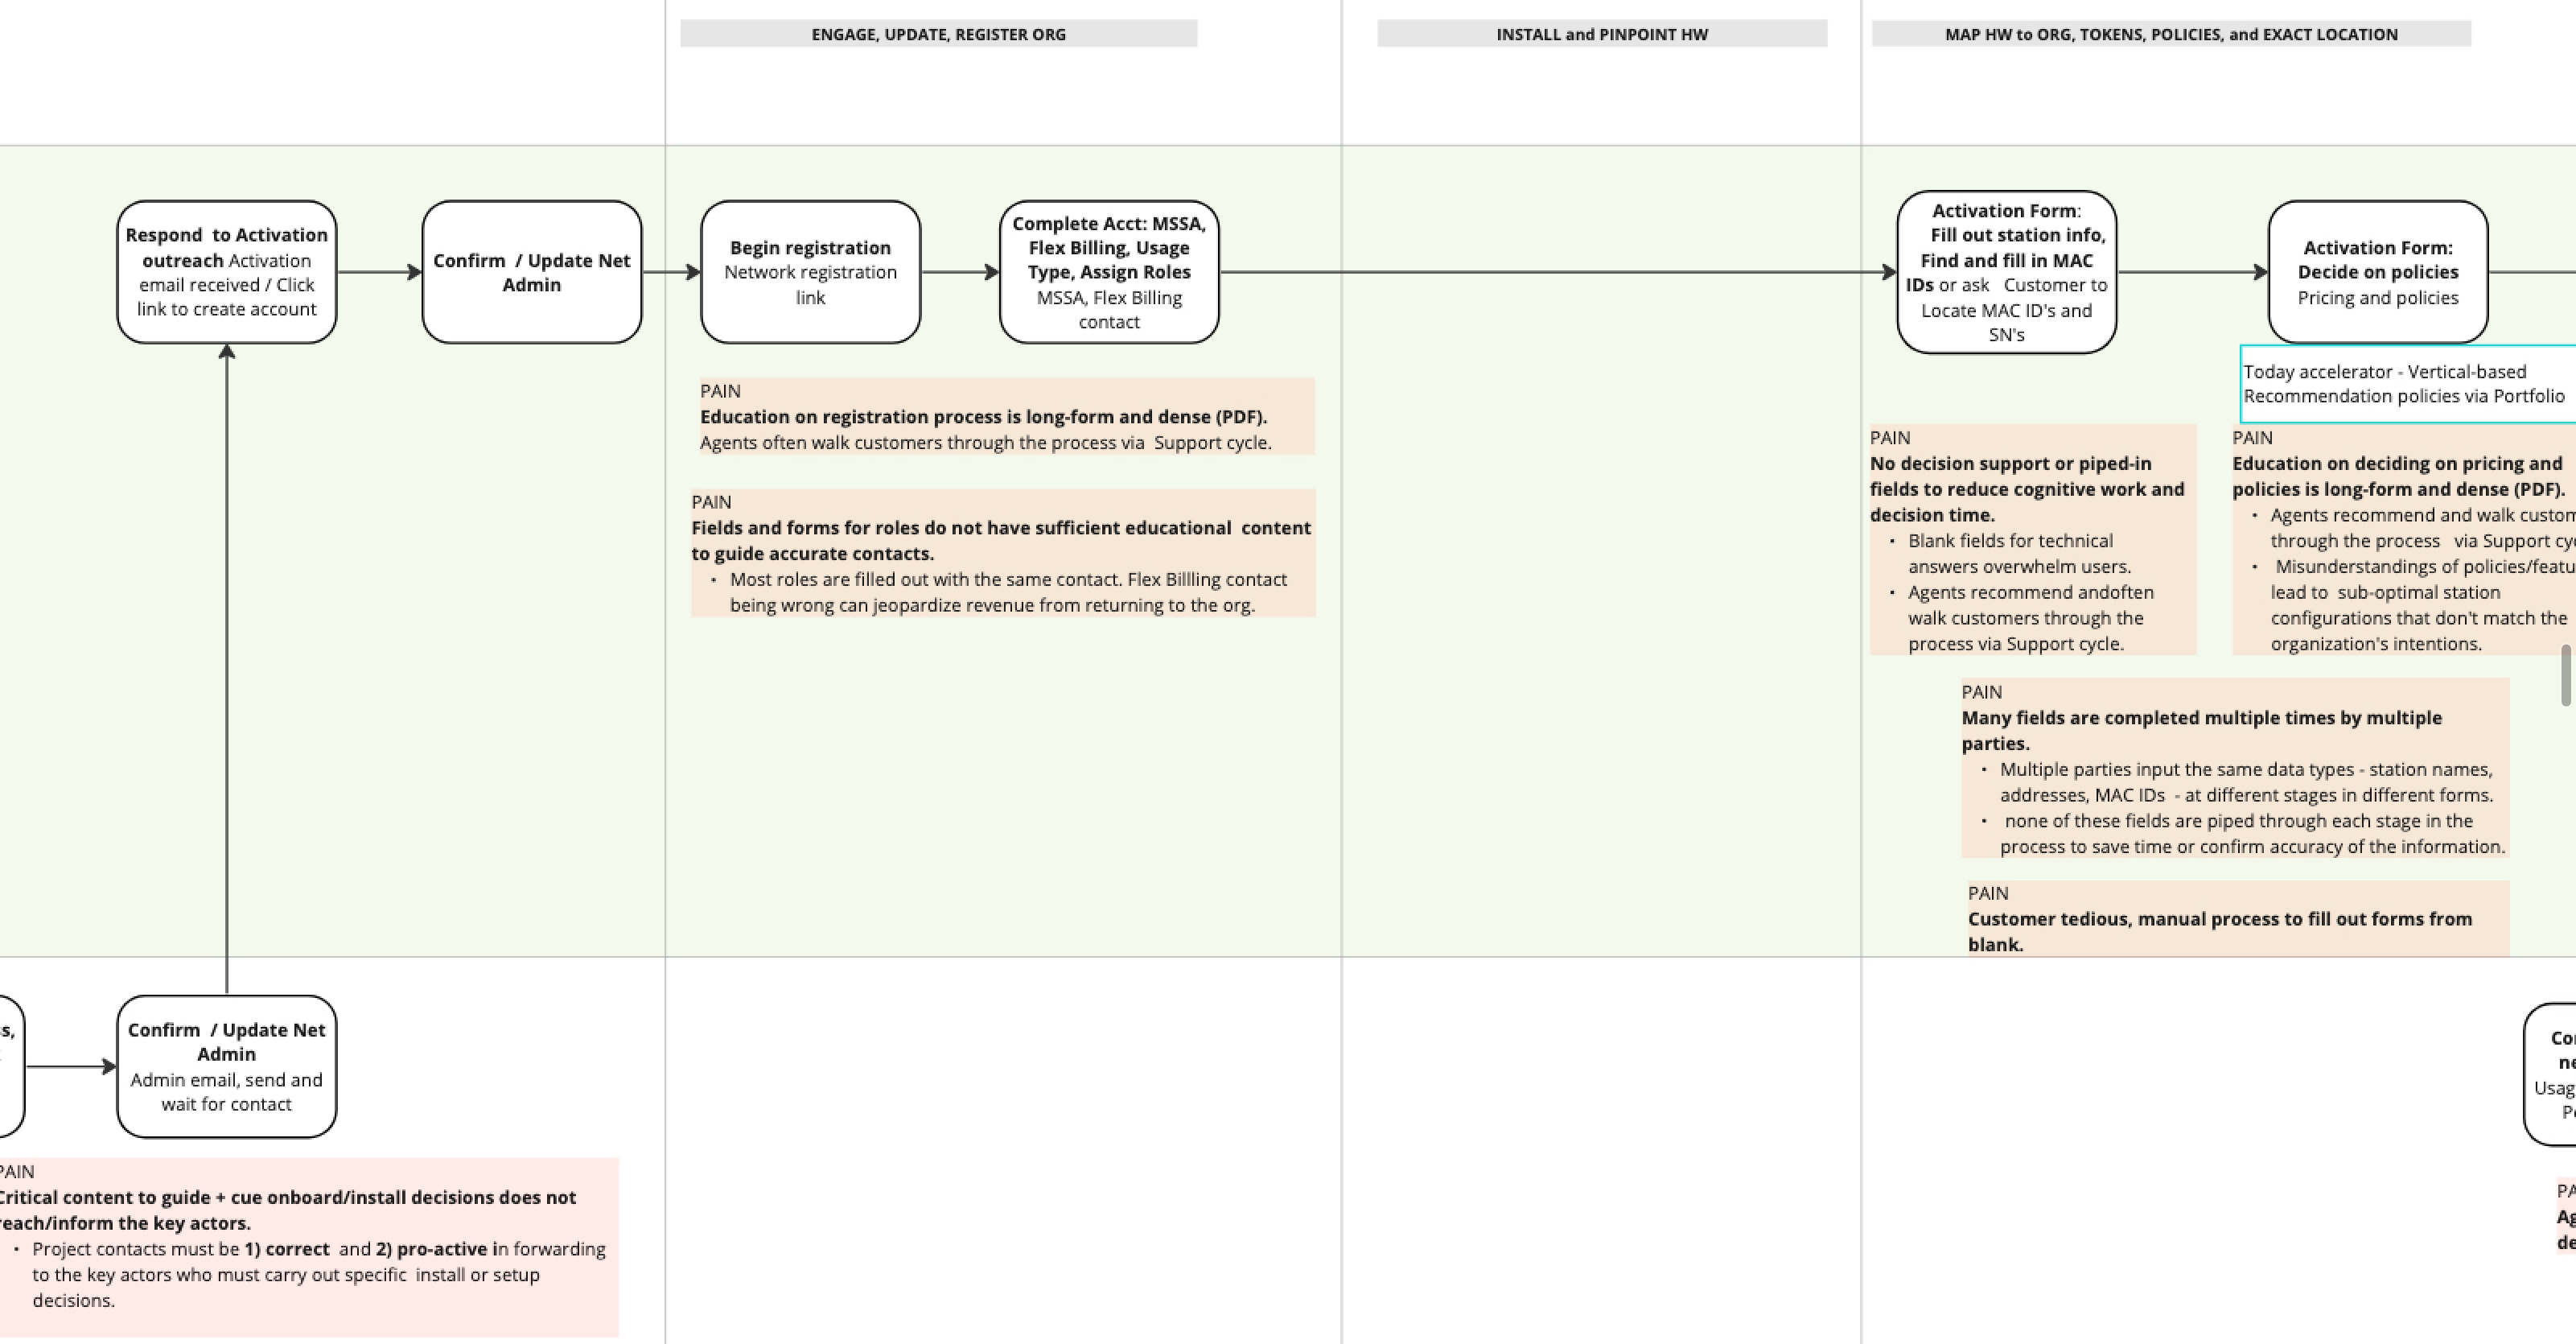 ENGAGE, UPDATE, REGISTER ORG
INSTALL and PINPOINT HW
MAP HW to ORG, TOKENS, POLICIES, and EXACT LOCATION
Respond to Activation
outreach Activation
email received / Click
link to create account
Confirm / Update Net
Admin
Begin registration
Network registration
link
Complete Acct: MSSA,
Flex Billing, Usage
Type, Assign Roles
MSSA, Flex Billing
contact
Activation Form:
Fill out station info,
Find and fill in MAC
IDs or ask Customer to
Locate MAC ID's and
SN's
Activation Form:
Decide on policies
Pricing and policies
Today accelerator - Vertical-based
Recommendation policies via Portfolio
PAIN
Education on registration process is long-form and dense (PDF).
Agents often walk customers through the process via Support cycle.
PAIN
Fields and forms for roles do not have sufficient educational content
to guide accurate contacts.
• Most roles are filled out with the same contact. Flex Billling contact
being wrong can jeopardize revenue from returning to the org.
PAIN
No decision support or piped-in
fields to reduce cognitive work and
decision time.
• Blank fields for technical
answers overwhelm users.
• Agents recommend andoften
walk customers through the
process via Support cycle.
PAIN
Education on deciding on pricing and
policies is long-form and dense (PDF).
• Agents recommend and walk custom
through the process via Support cy
• Misunderstandings of policies/featu
lead to sub-optimal station
configurations that don't match the
organization's intentions.
PAIN
Many fields are completed multiple times by multiple
parties.
• Multiple parties input the same data types - station names,
addresses, MAC IDs - at different stages in different forms.
• none of these fields are piped through each stage in the
process to save time or confirm accuracy of the information.
PAIN
Customer tedious, manual process to fill out forms from
blank.
s,
Confirm / Update Net
Admin
Admin email, send and
wait for contact
Co
ne
Usag
P
PAIN
Critical content to guide + cue onboard/install decisions does not
reach/inform the key actors.
• Project contacts must be 1) correct and 2) pro-active in forwarding
to the key actors who must carry out specific install or setup
decisions.
PA
Ag
de